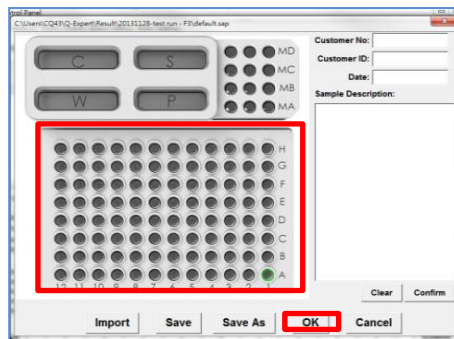 trol Panel
C:\Users\CQ43\Q-Expert\Result\20131128-test run - F3\default.sap
C S
W P
MD
MC
MB
MA
Customer No:
Customer ID:
Date:
Sample Description:
H
G
F
E
D
C
B
A
12 11 10 9 8 7 6 5 4 3 2 1
Clear Confirm
Import Save Save As OK Cancel